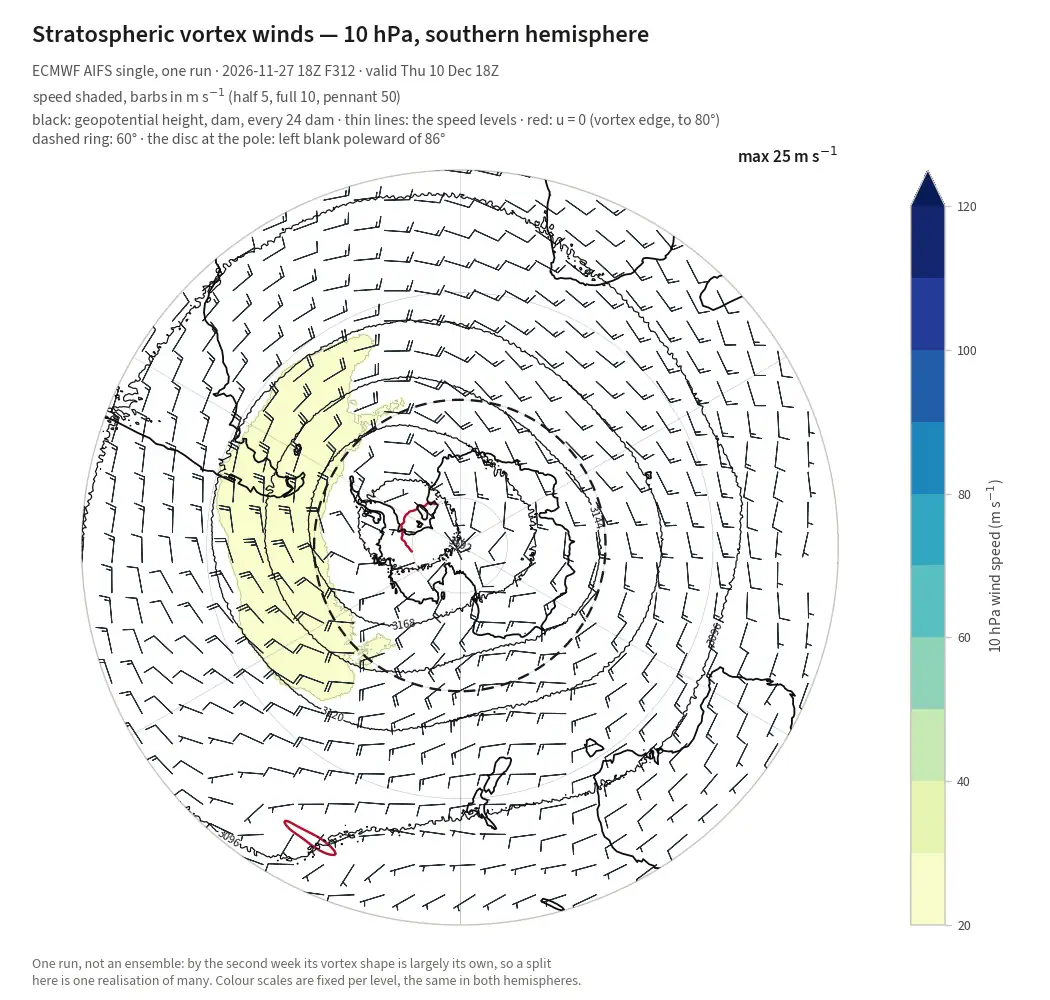 Stratospheric vortex winds — 10 hPa, southern hemisphere
ECMWF AIFS single, one run · 2026-11-27 18Z F312 · valid Thu 10 Dec 18Z
speed shaded, barbs in m s⁻¹ (half 5, full 10, pennant 50)
black: geopotential height, dam, every 24 dam · thin lines: the speed levels · red: u = 0 (vortex edge, to 80°)
dashed ring: 60° · the disc at the pole: left blank poleward of 86°
max 25 m s⁻¹
120
100
80
60
40
20
10 hPa wind speed (m s⁻¹)
3144
3168
3096
3120
3096
One run, not an ensemble: by the second week its vortex shape is largely its own, so a split
here is one realisation of many. Colour scales are fixed per level, the same in both hemispheres.